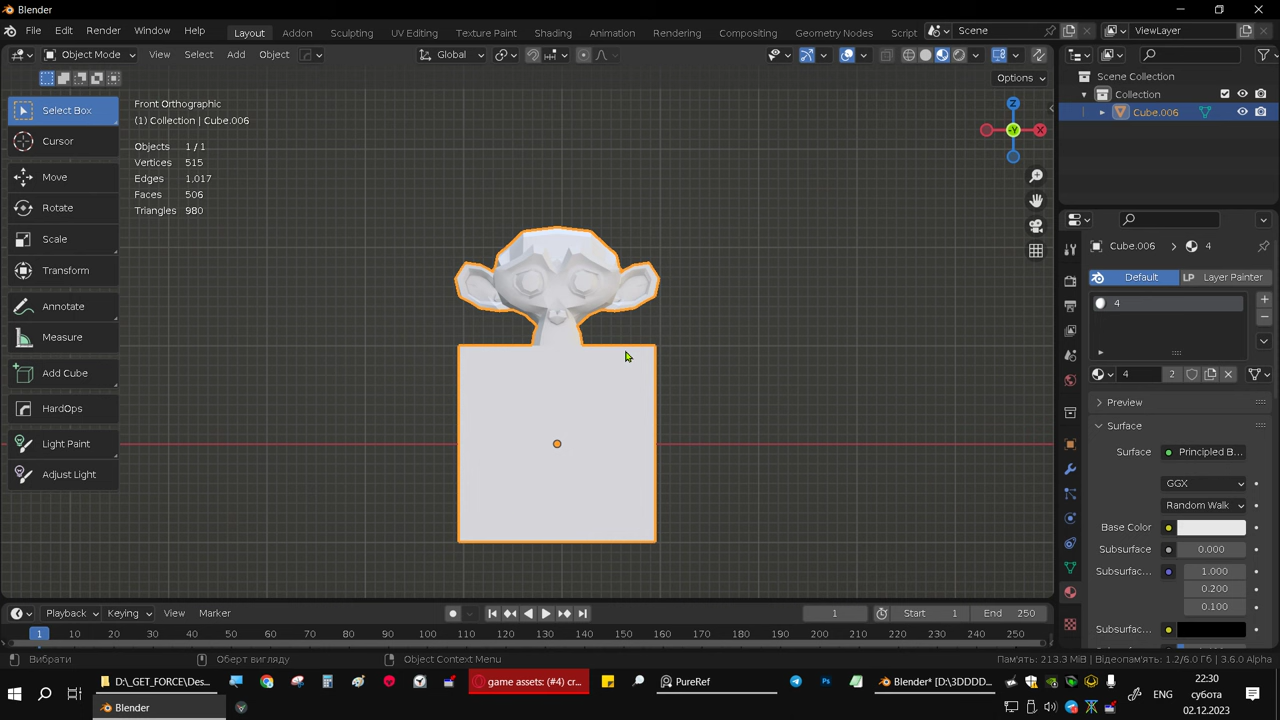 Blender
File Edit Render Window Help Layout Addon Sculpting UV Editing Texture Paint Shading Animation Rendering Compositing Geometry Nodes Script Scene ViewLayer
Object Mode View Select Add Object Global
Options
Select Box
Cursor
Move
Rotate
Scale
Transform
Annotate
Measure
Add Cube
HardOps
Light Paint
Adjust Light
Front Orthographic
(1) Collection | Cube.006
Objects 1 / 1
Vertices 515
Edges 1,017
Faces 506
Triangles 980
Z
X
-Y
Scene Collection
Collection
Cube.006
Cube.006 4
Default LP Layer Painter
4
4 2
Preview
Surface
Surface Principled B...
GGX
Random Walk
Base Color
Subsurface 0.000
Subsurfac... 1.000
0.200
0.100
Subsurfac...
Playback Keying View Marker 1 Start 1 End 250
1 10 20 30 40 50 60 70 80 90 100 110 120 130 140 150 160 170 180 190 200 210 220 230 240 250
Вибрати Оберт вигляду Object Context Menu Пам'ять: 213.3 MiB | Відеопам'ять: 1.2/6.0 Гі | 3.6.0 Alpha
D:\_GET_FORCE\Des... game assets: (#4) cr... PureRef Blender* [D:\3DDDD...
Blender
ENG
22:30
субота
02.12.2023